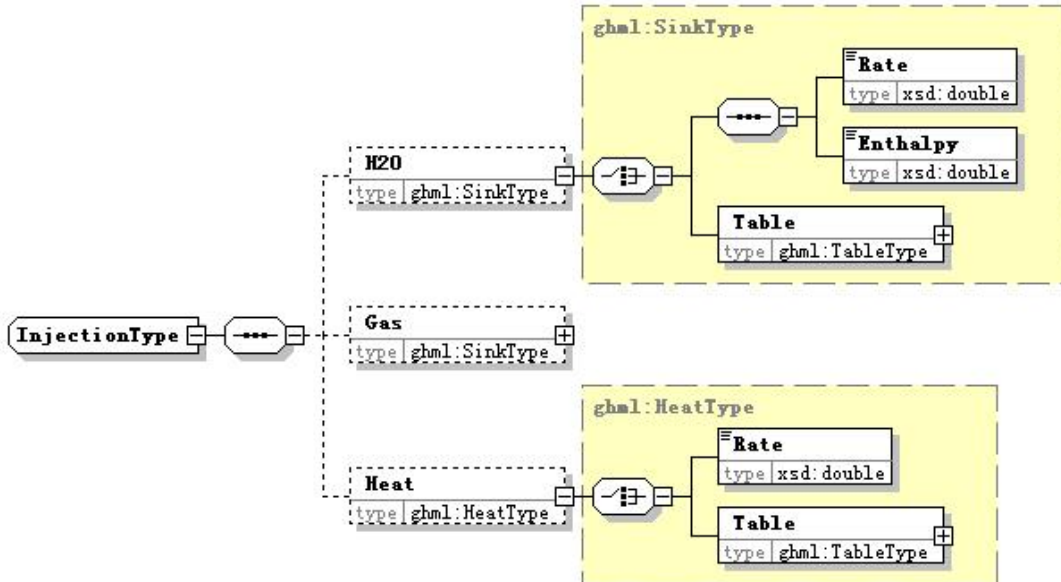 ghml:SinkType
Rate
type xsd:double
Enthalpy
type xsd:double
H2O
type ghml:SinkType
Table
type ghml:TableType
InjectionType
Gas
type ghml:SinkType
ghml:HeatType
Rate
type xsd:double
Heat
type ghml:HeatType
Table
type ghml:TableType